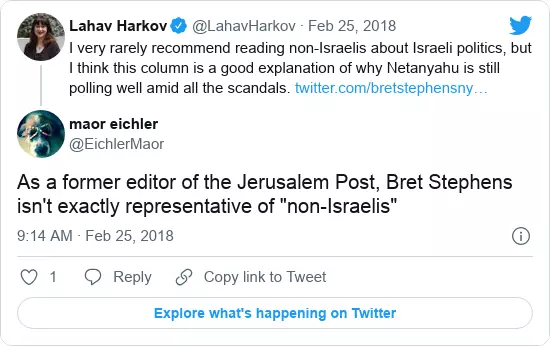 Lahav Harkov @LahavHarkov · Feb 25, 2018
I very rarely recommend reading non-Israelis about Israeli politics, but
I think this column is a good explanation of why Netanyahu is still
polling well amid all the scandals. twitter.com/bretstephensny…
maor eichler
@EichlerMaor
As a former editor of the Jerusalem Post, Bret Stephens
isn't exactly representative of "non-Israelis"
9:14 AM · Feb 25, 2018
1 Reply Copy link to Tweet
Explore what's happening on Twitter